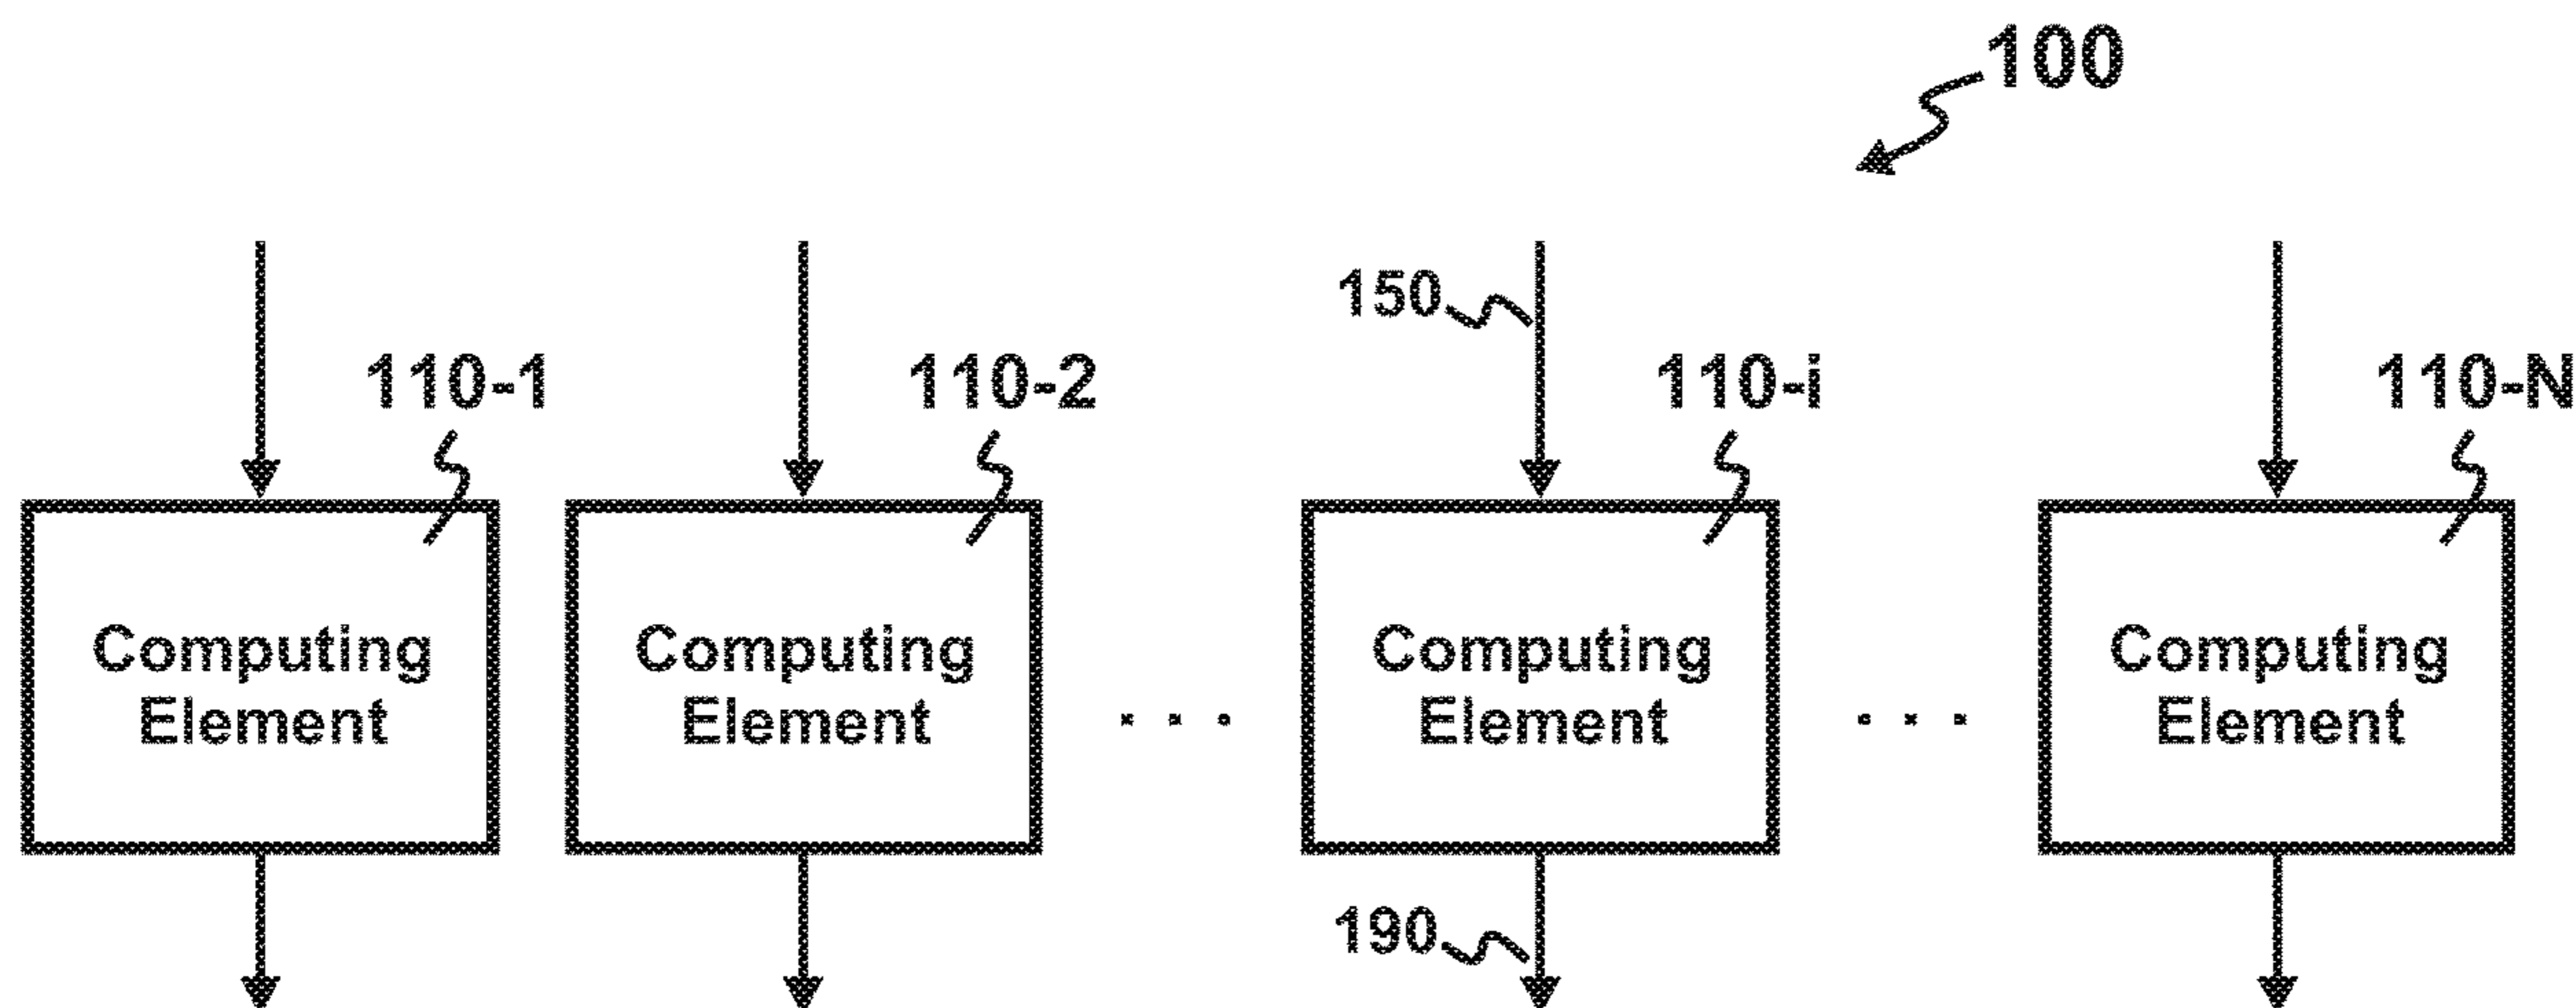 100
150
110-1
110-2
110-i
110-N
Computing
Element
Computing
Element
. . .
Computing
Element
. . .
Computing
Element
190